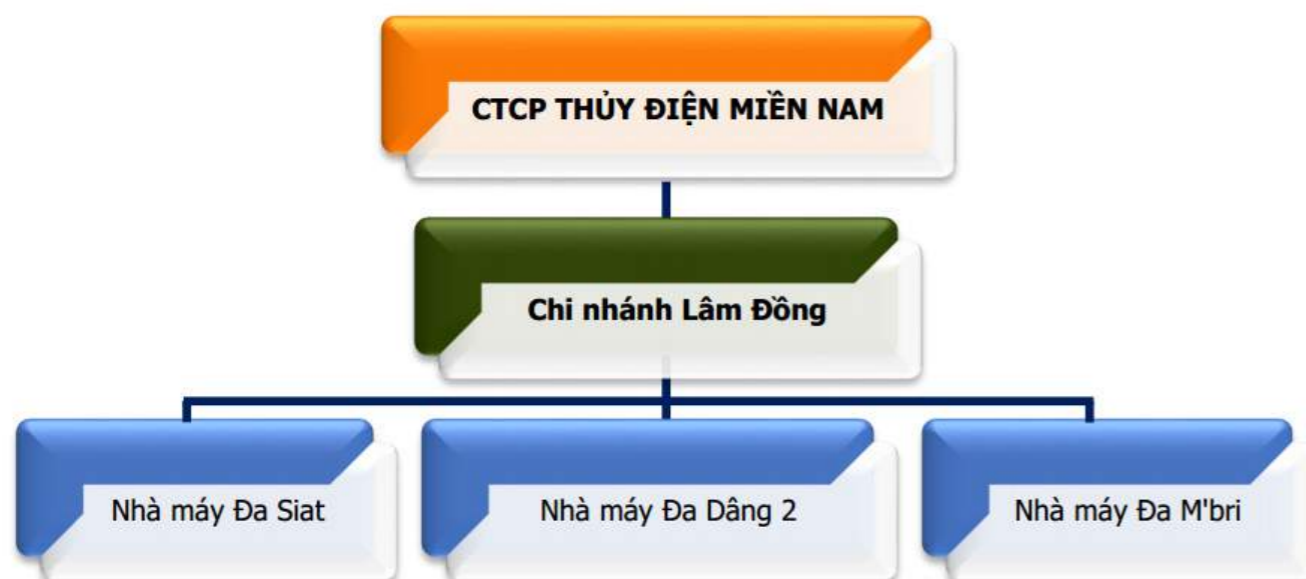 CTCP THỦY ĐIỆN MIỀN NAM
Chi nhánh Lâm Đồng
Nhà máy Đa Siat
Nhà máy Đa Dâng 2
Nhà máy Đa M'bri